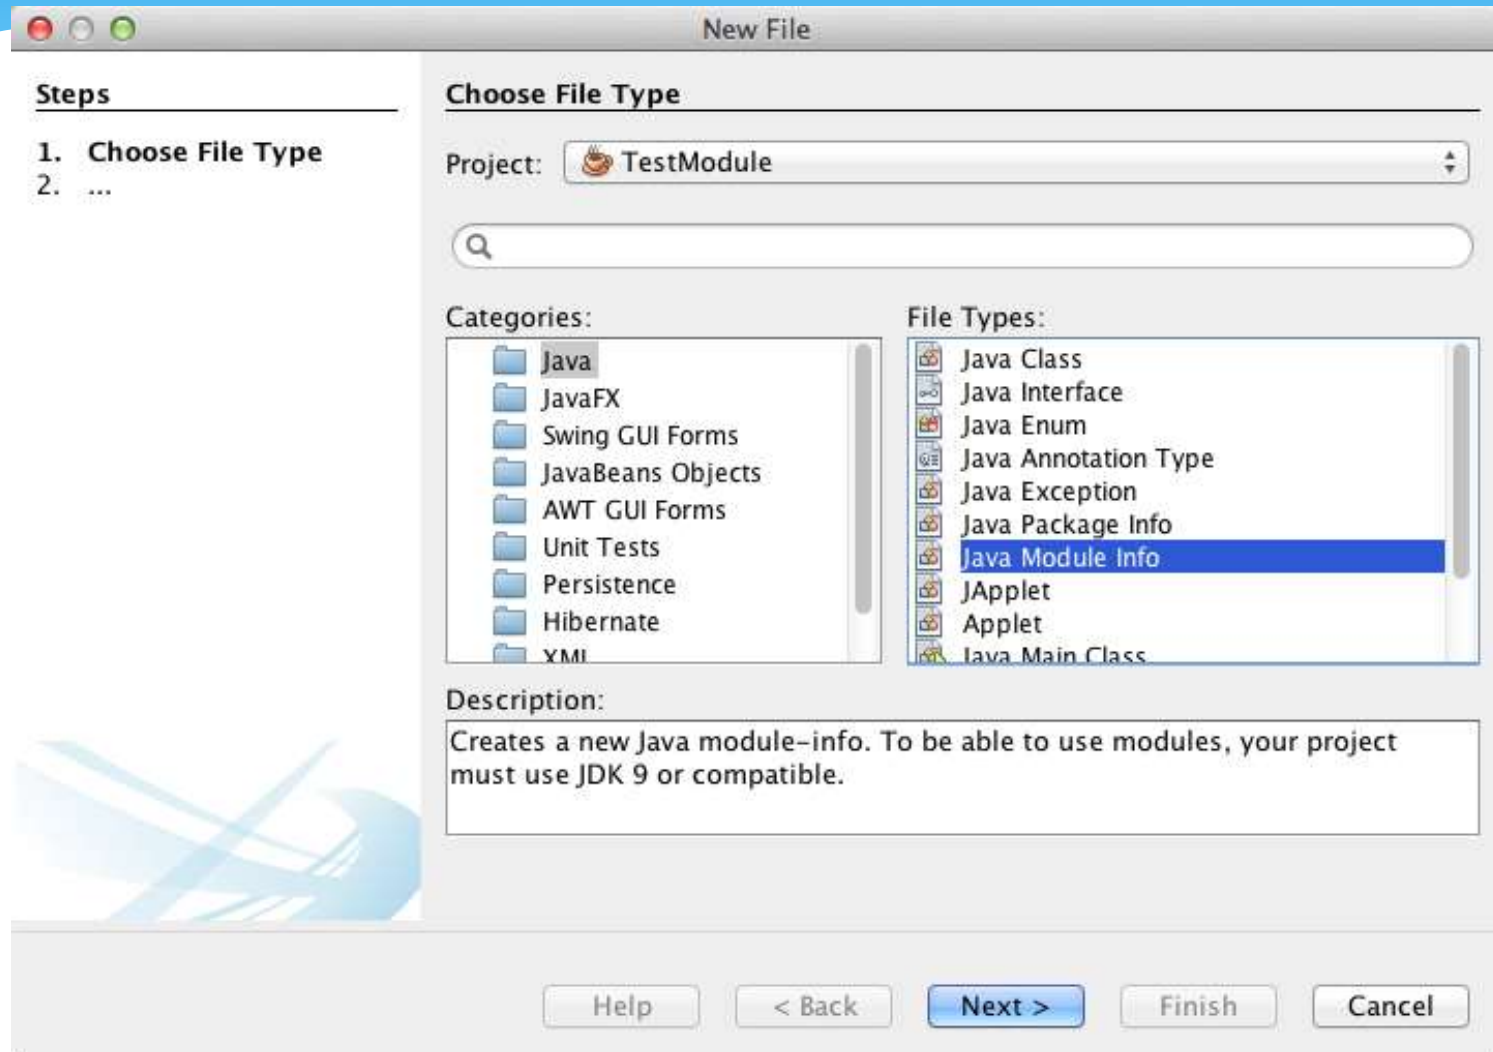 New File
Steps
1. Choose File Type
2. ...
Choose File Type
Project: TestModule
Categories:
Java
JavaFX
Swing GUI Forms
JavaBeans Objects
AWT GUI Forms
Unit Tests
Persistence
Hibernate
XML
File Types:
Java Class
Java Interface
Java Enum
Java Annotation Type
Java Exception
Java Package Info
Java Module Info
JApplet
Applet
Java Main Class
Description:
Creates a new Java module-info. To be able to use modules, your project
must use JDK 9 or compatible.
Help < Back Next > Finish Cancel